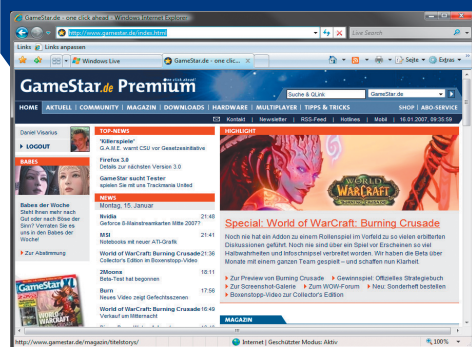 GameStar.de - one click ahead - Windows Internet Explorer
http://www.gamestar.de/index.html
Live Search
Links
Links anpassen
Windows Live
GameStar.de - one clic...
Seite
Extras
GameStar.de Premium
one click ahead
Suche & QLink
GameStar.de
HOME AKTUELL | COMMUNITY | MAGAZIN | DOWNLOADS | HARDWARE | MULTIPLAYER | TIPPS & TRICKS SHOP | ABO-SERVICE
Kontakt | Newsletter | RSS-Feed | Hotlines | Mobil | 16.01.2007, 09:35:59
Daniel Visarius
LOGOUT
BABES
Babes der Woche
Steht Ihnen mehr nach
Gut oder nach Böse der
Sinn? Verraten Sie es
uns in den Babes der
Woche!
Zur Abstimmung
GameStar
WORLD
WARCRAFT
TOP-NEWS
'Killerspiele'
G.A.M.E. warnt CSU vor Gesetzesinitiative
Firefox 3.0
Details zur nächsten Version 3.0
GameStar sucht Tester
spielen Sie mit uns Trackmania United
NEWS
Montag, 15. Januar
Nvidia 21:48
Geforce 8-Mainstreamkarten Mitte 2007?
MSI 21:41
Notebooks mit neuer ATI-Grafik
World of WarCraft: Burning Crusade 21:36
Collector's Edition im Boxenstopp-Video
2Moons 18:11
Beta-Test hat begonnen
Burn 17:56
Neues Video zeigt Gefechtsszenen
World of WarCraft: Burning Crusade 16:49
Verkauf um Mitternacht
HIGHLIGHT
WORLD
WARCRAFT
Special: World of WarCraft: Burning Crusade
Noch nie hat ein Addon zu einem Rollenspiel im Vorfeld zu so vielen erbitterten
Diskussionen geführt. Noch nie sind über ein Spiel vor Erscheinen so viel
Halbwahrheiten und Infoschnipsel verbreitet worden. Wir haben die Beta über
Monate mit einem ganzen Team gespielt - und schaffen nun Klarheit.
Zur Preview von Burning Crusade
Gewinnspiel: Offizielles Strategiebuch
Zur Screenshot-Galerie
Zum WOW-Forum
Neu: Sonderheft bestellen
Boxenstopp-Video zur Collector's Edition
MAGAZIN
http://www.gamestar.de/magazin/titelstorys/
Internet | Geschützter Modus: Aktiv
100%